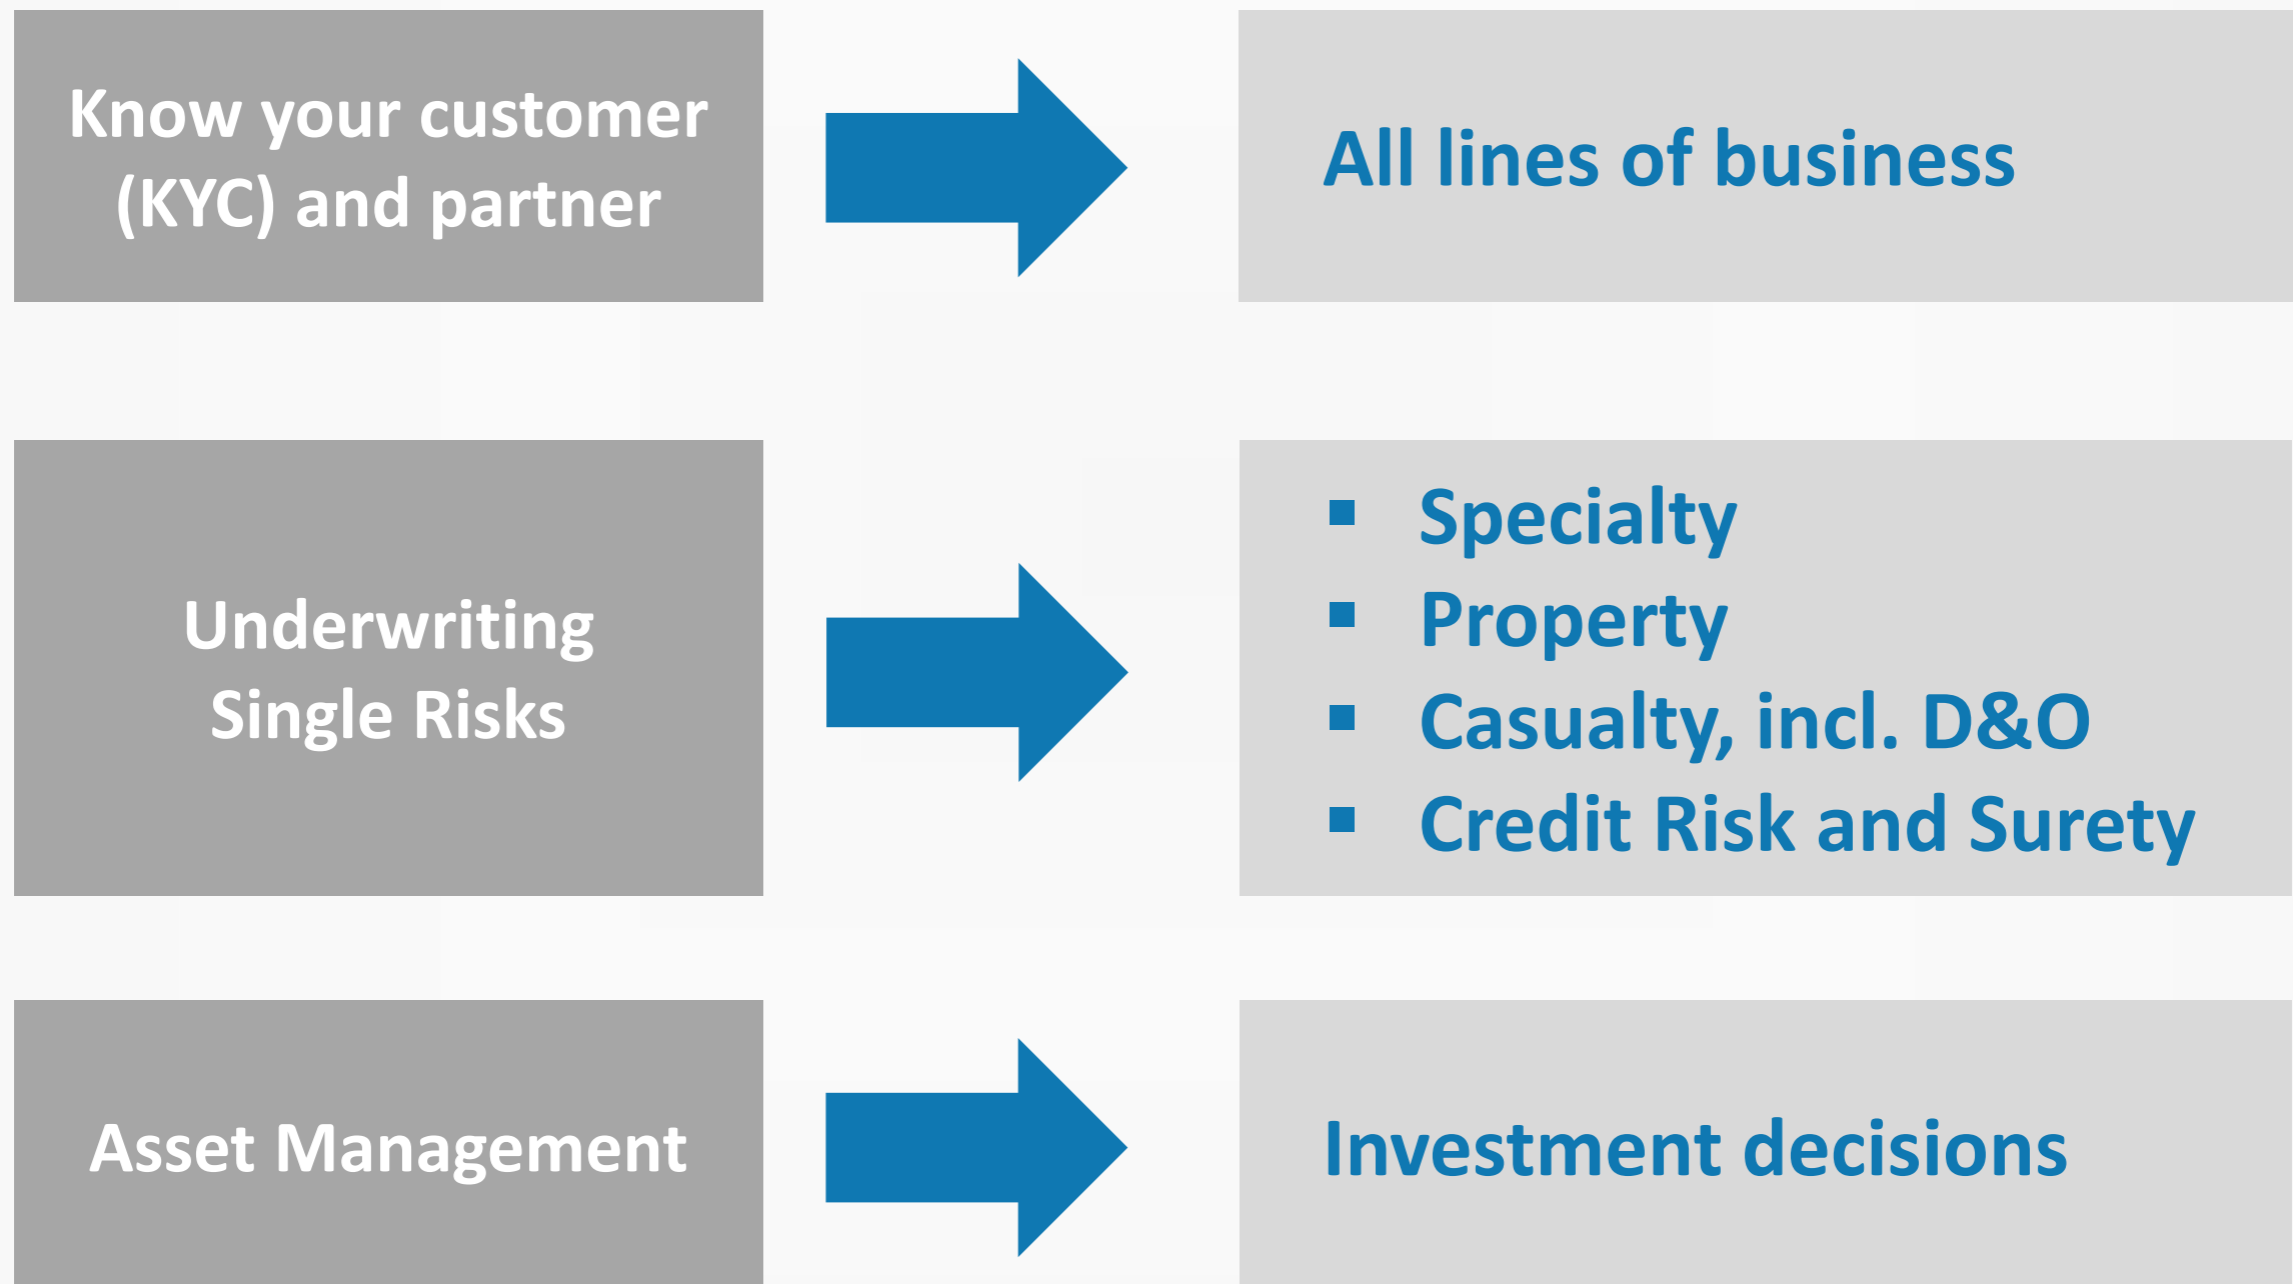 Know your customer
(KYC) and partner
All lines of business
Underwriting
Single Risks
▪ Specialty
▪ Property
▪ Casualty, incl. D&O
▪ Credit Risk and Surety
Asset Management
Investment decisions